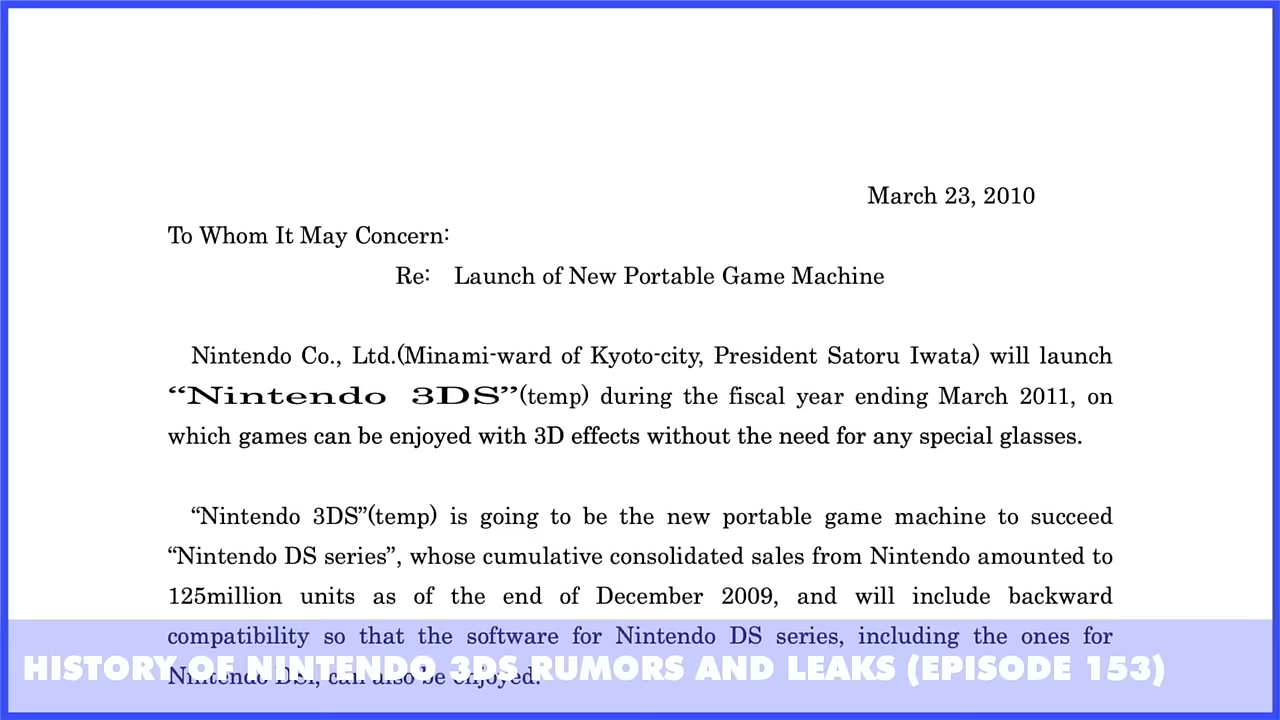 March 23, 2010
To Whom It May Concern:
Re: Launch of New Portable Game Machine
Nintendo Co., Ltd.(Minami-ward of Kyoto-city, President Satoru Iwata) will launch
“Nintendo 3DS”(temp) during the fiscal year ending March 2011, on
which games can be enjoyed with 3D effects without the need for any special glasses.
“Nintendo 3DS”(temp) is going to be the new portable game machine to succeed
“Nintendo DS series”, whose cumulative consolidated sales from Nintendo amounted to
125million units as of the end of December 2009, and will include backward
compatibility so that the software for Nintendo DS series, including the ones for
Nintendo DSi, can also be enjoyed.
HISTORY OF NINTENDO 3DS RUMORS AND LEAKS (EPISODE 153)